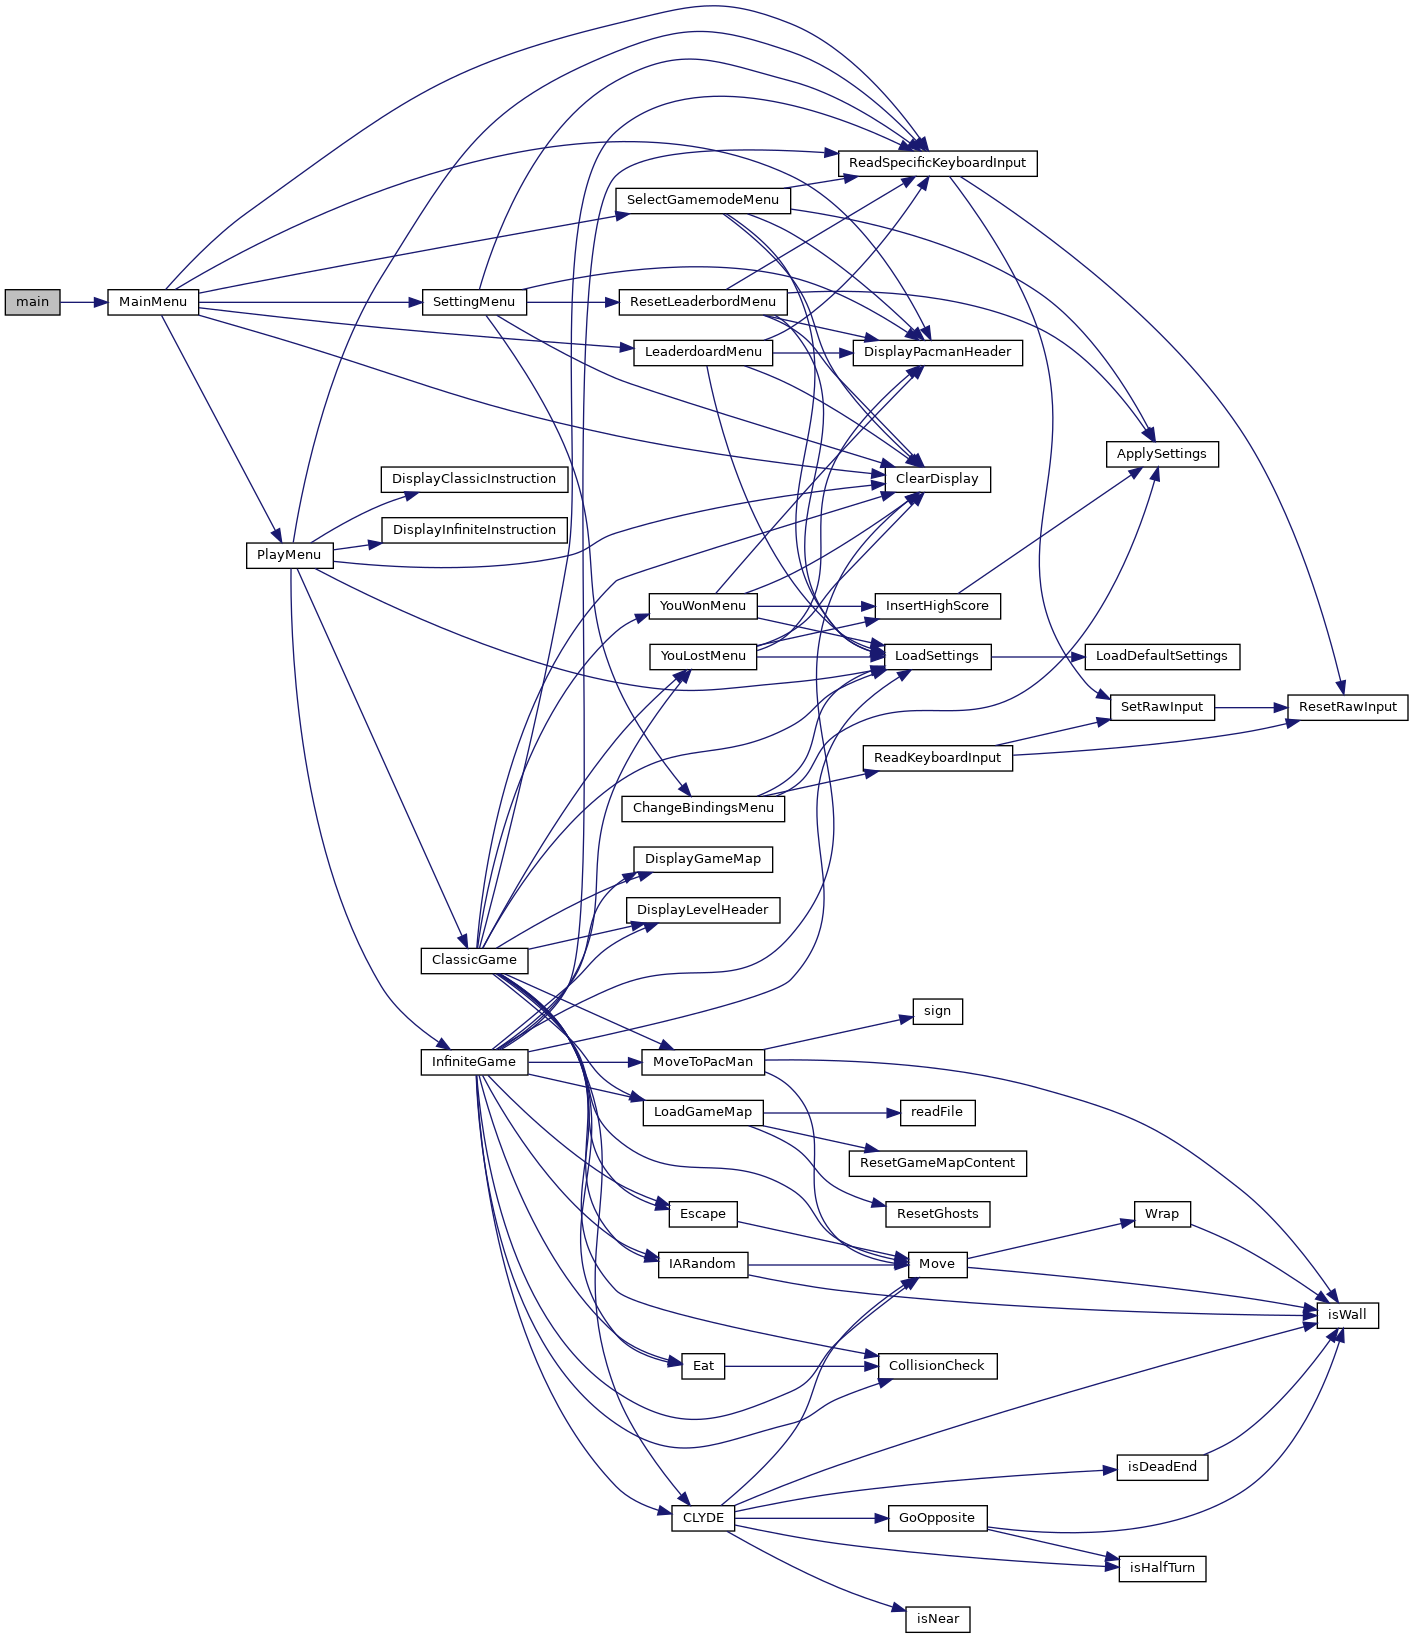 main
MainMenu
PlayMenu
SettingMenu
DisplayClassicInstruction
DisplayInfiniteInstruction
ClassicGame
InfiniteGame
SelectGamemodeMenu
ResetLeaderbordMenu
LeaderdoardMenu
YouWonMenu
YouLostMenu
ChangeBindingsMenu
DisplayGameMap
DisplayLevelHeader
MoveToPacMan
LoadGameMap
Escape
IARandom
Eat
CLYDE
ReadSpecificKeyboardInput
DisplayPacmanHeader
ClearDisplay
InsertHighScore
LoadSettings
ReadKeyboardInput
sign
readFile
ResetGameMapContent
ResetGhosts
Move
CollisionCheck
GoOpposite
isNear
ApplySettings
LoadDefaultSettings
SetRawInput
Wrap
isDeadEnd
isHalfTurn
ResetRawInput
isWall